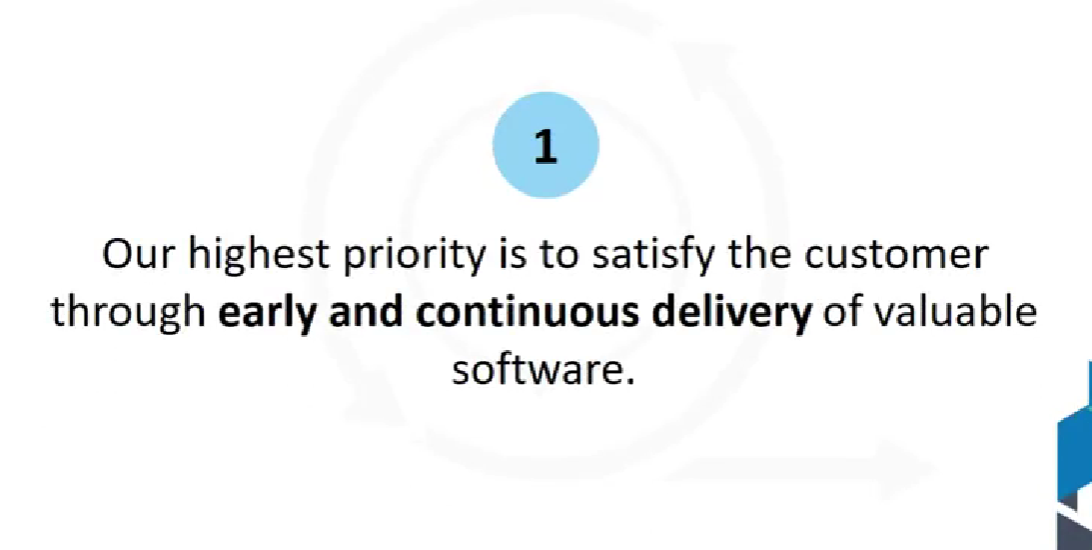 1
Our highest priority is to satisfy the customer
through early and continuous delivery of valuable
software.